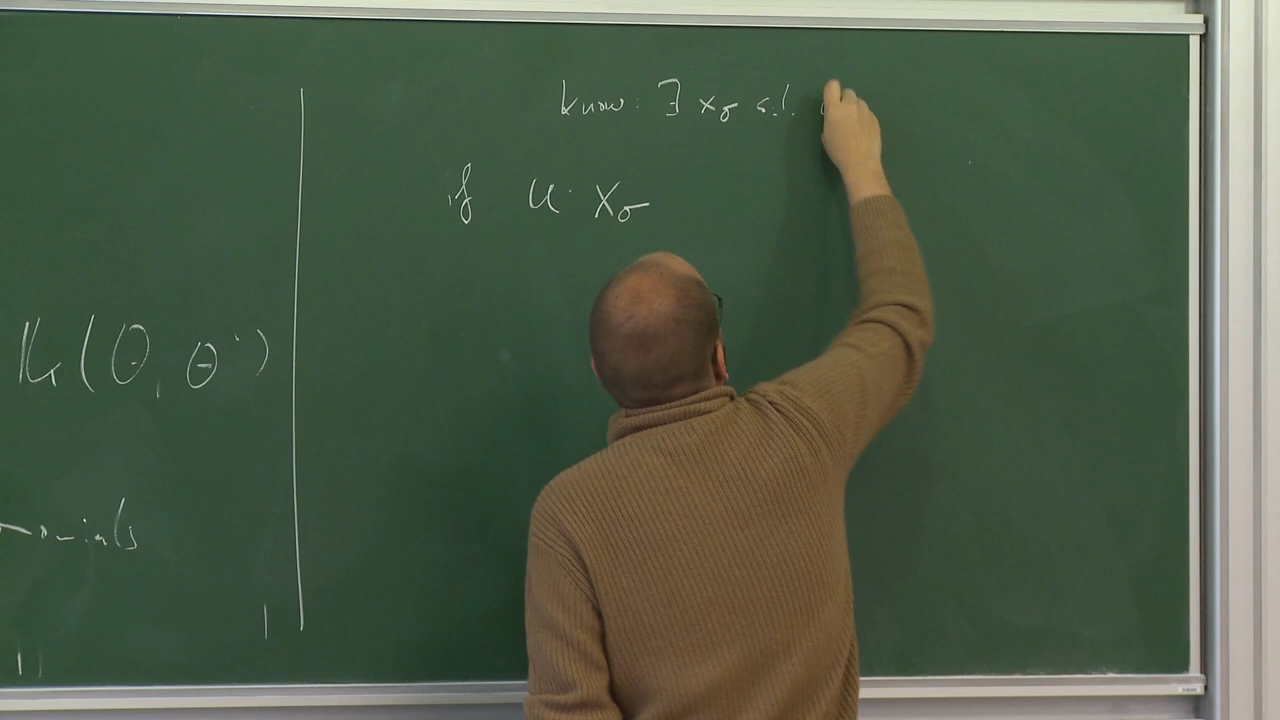 know: ∃ x_σ s.t.
if u · x_σ
(θ, θ')